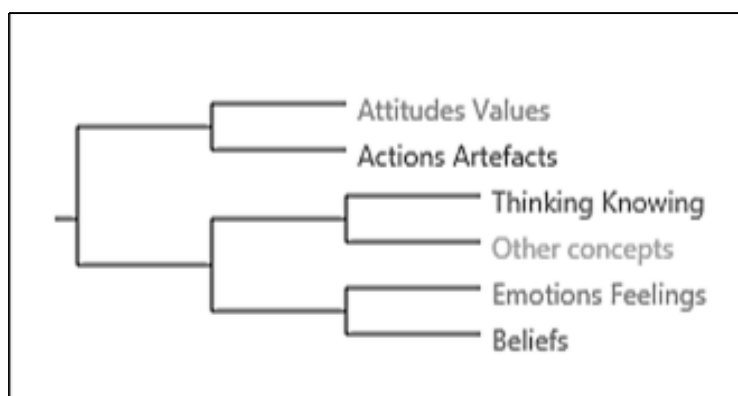 Attitudes Values
Actions Artefacts
Thinking Knowing
Other concepts
Emotions Feelings
Beliefs